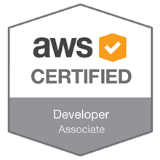 aws
CERTIFIED
Developer
Associate